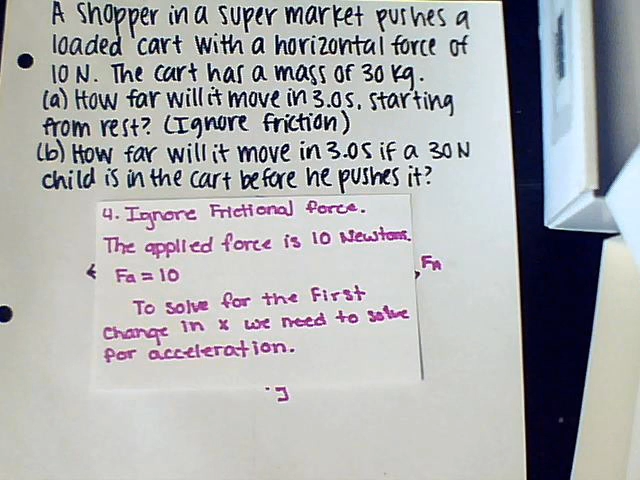 A Shopper in a super market pushes a
loaded cart with a horizontal force of
10 N. The cart has a mass of 30 kg.
(a) How far will it move in 3.0s, starting
from rest? (Ignore friction)
(b) How far will it move in 3.0s if a 30N
child is in the cart before he pushes it?
4. Ignore Frictional force.
The applied force is 10 Newtons.
Fa = 10
To solve for the First
change in x we need to solve
for acceleration.